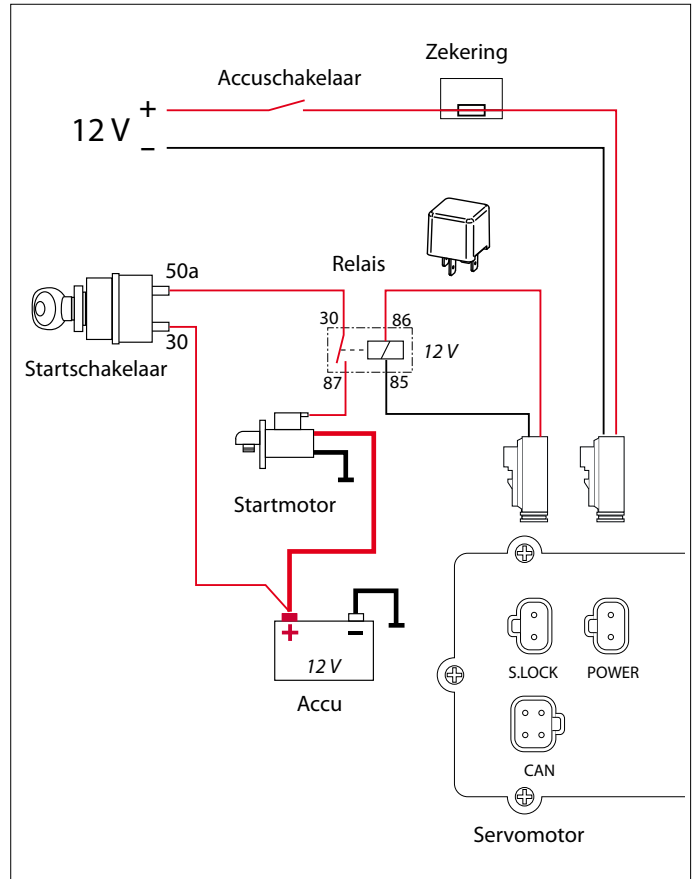 Zekering
Accuschakelaar
+
12 V
–
50a
Relais
30
86
30
12 V
Startschakelaar
87
85
Startmotor
+
–
12 V
S.LOCK
POWER
Accu
CAN
Servomotor